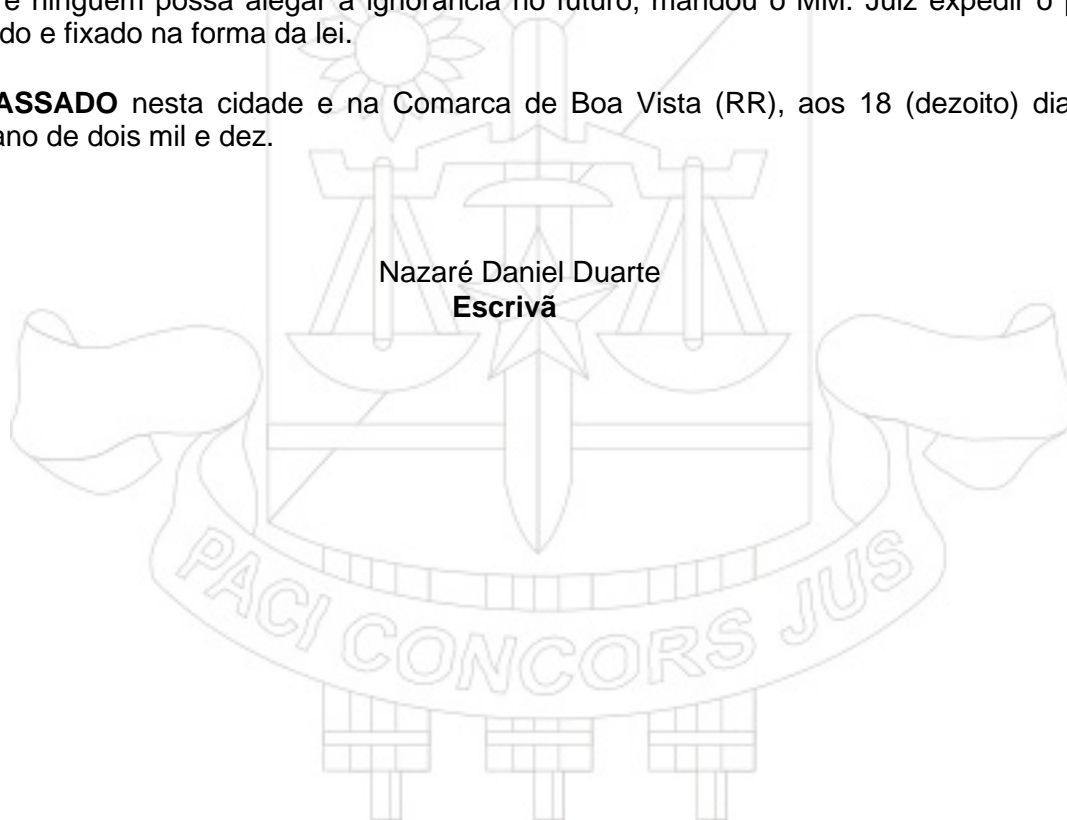 e ninguém possa alegar a ignorância no futuro, mandou o MM. Juiz expedir o
do e fixado na forma da lei.
ASSADO nesta cidade e na Comarca de Boa Vista (RR), aos 18 (dezoito) dia
ano de dois mil e dez.
Nazaré Daniel Duarte
Escrivã
PACI CONCORS JUS